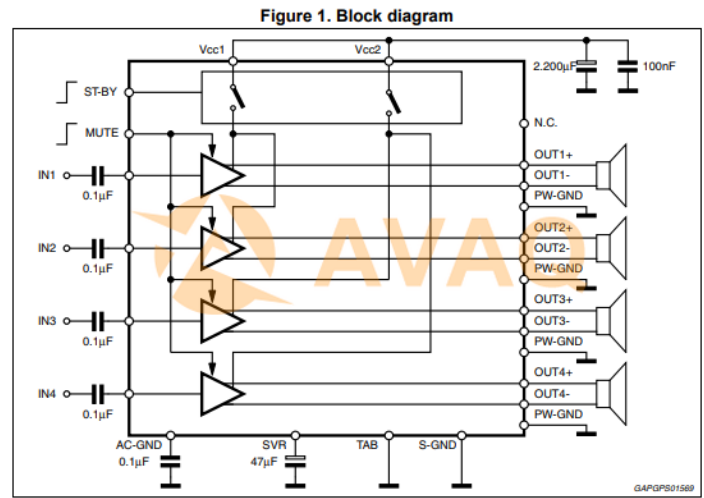 Figure 1. Block diagram
Vcc1
Vcc2
2.200µF
100nF
ST-BY
N.C.
MUTE
OUT1+
IN1
OUT1-
0.1µF
PW-GND
AVAQ
OUT2+
IN2
OUT2-
0.1µF
PW-GND
OUT3+
IN3
OUT3-
0.1µF
PW-GND
OUT4+
IN4
OUT4-
0.1µF
PW-GND
AC-GND
SVR
TAB
S-GND
0.1µF
47µF
GAPGPS01569